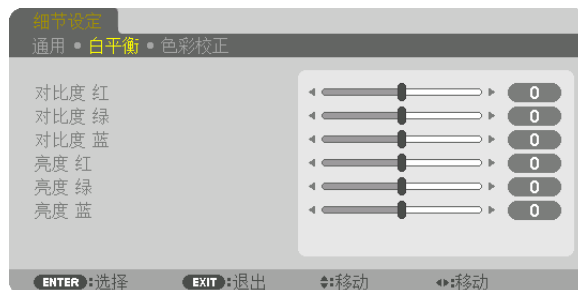 细节设定
通用 • 白平衡 • 色彩校正
对比度 红 0
对比度 绿 0
对比度 蓝 0
亮度 红 0
亮度 绿 0
亮度 蓝 0
ENTER:选择 EXIT:退出 :移动 :移动